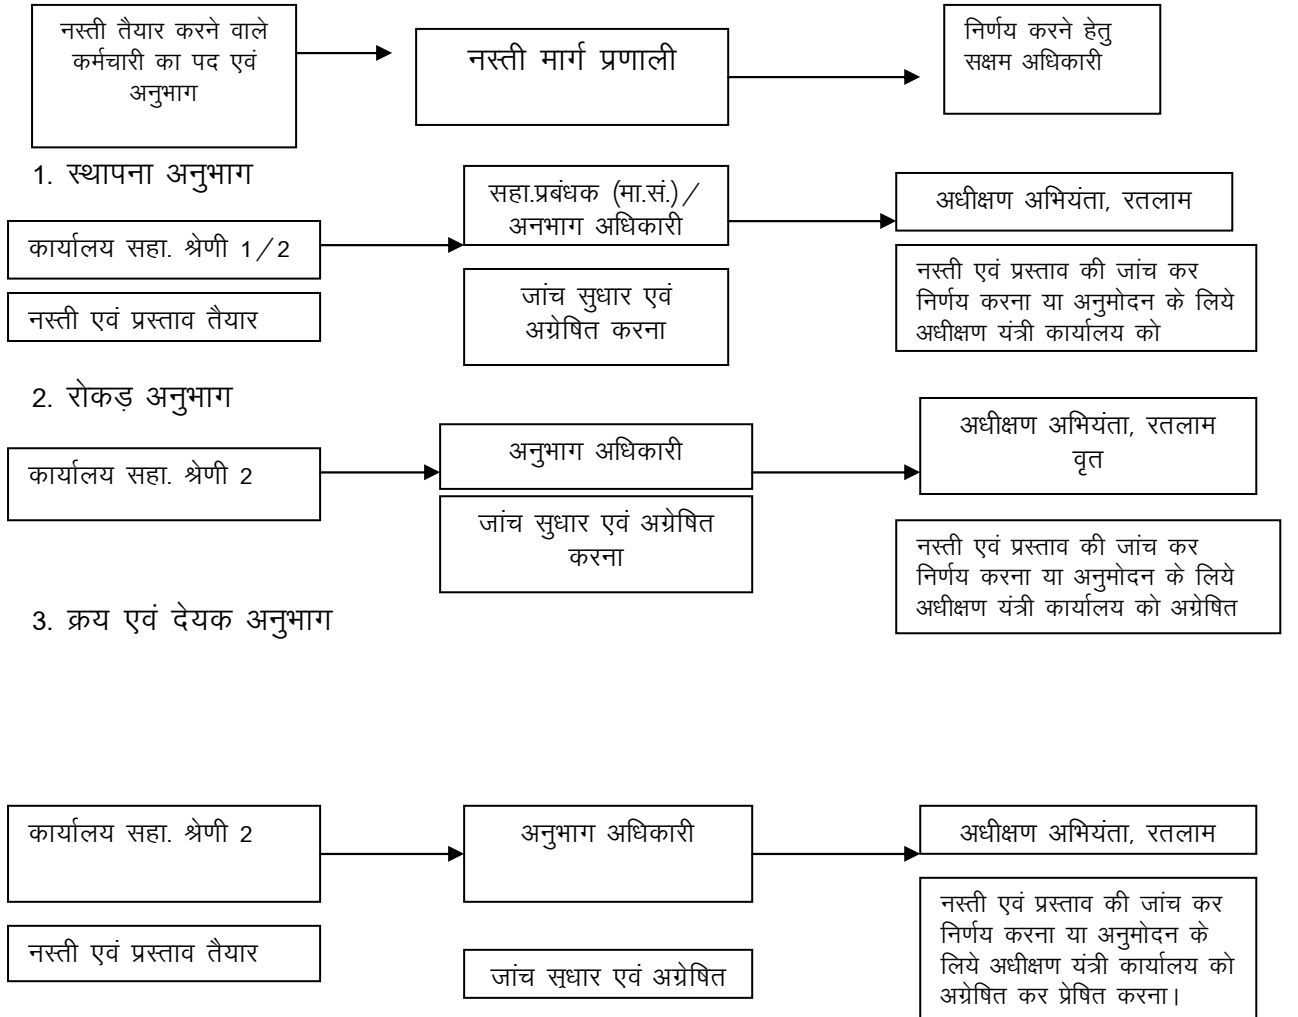 नस्ती तैयार करने वाले
कर्मचारी का पद एवं
अनुभाग
नस्ती मार्ग प्रणाली
निर्णय करने हेतु
सक्षम अधिकारी
1. स्थापना अनुभाग
कार्यालय सहा. श्रेणी 1/2
नस्ती एवं प्रस्ताव तैयार
सहा.प्रबंधक (मा.सं.)/
अनभाग अधिकारी
जांच सुधार एवं
अग्रेषित करना
अधीक्षण अभियंता, रतलाम
नस्ती एवं प्रस्ताव की जांच कर
निर्णय करना या अनुमोदन के लिये
अधीक्षण यंत्री कार्यालय को
2. रोकड़ अनुभाग
कार्यालय सहा. श्रेणी 2
अनुभाग अधिकारी
जांच सुधार एवं अग्रेषित
करना
अधीक्षण अभियंता, रतलाम
वृत
नस्ती एवं प्रस्ताव की जांच कर
निर्णय करना या अनुमोदन के लिये
अधीक्षण यंत्री कार्यालय को अग्रेषित
3. क्रय एवं देयक अनुभाग
कार्यालय सहा. श्रेणी 2
नस्ती एवं प्रस्ताव तैयार
अनुभाग अधिकारी
जांच सुधार एवं अग्रेषित
अधीक्षण अभियंता, रतलाम
नस्ती एवं प्रस्ताव की जांच कर
निर्णय करना या अनुमोदन के
लिये अधीक्षण यंत्री कार्यालय को
अग्रेषित कर प्रेषित करना।